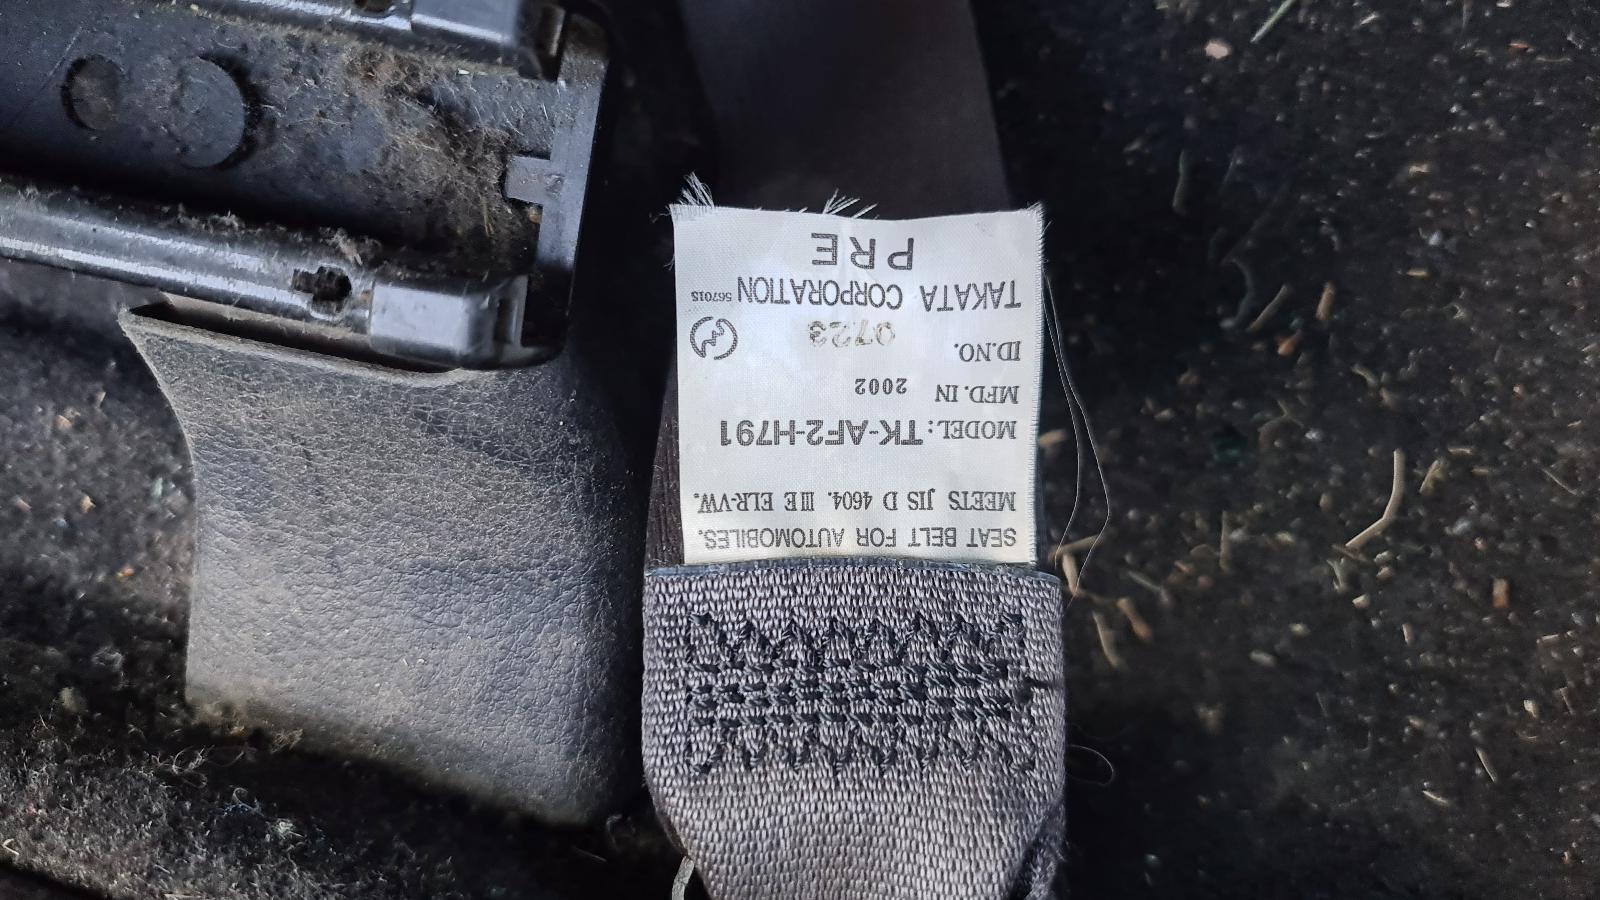 SEAT BELT FOR AUTOMOBILES.
MEETS JIS D 4604. III E ELR-VW.
MODEL: TK-AF2-H791
MFD. IN 2002
ID.NO. 0723
TAKATA CORPORATION 56701S
PRE